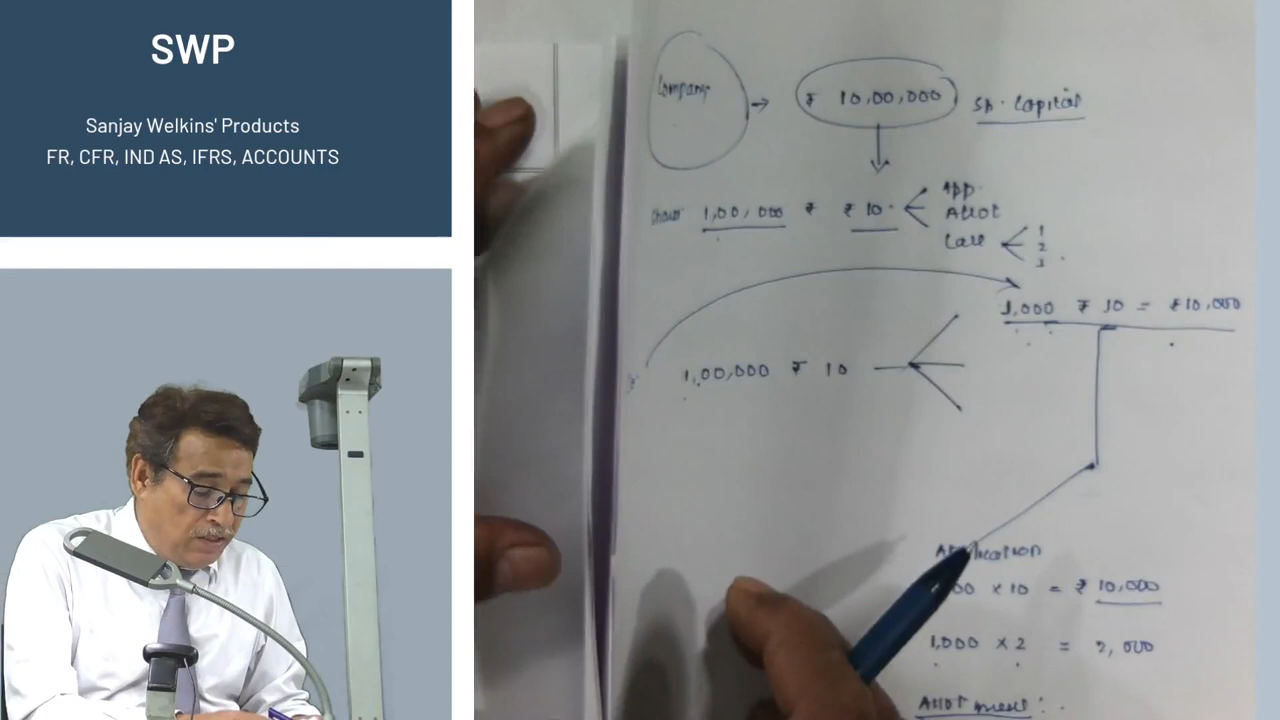 SWP
Sanjay Welkins' Products
FR, CFR, IND AS, IFRS, ACCOUNTS
Company → ₹ 10,00,000 Sh. Capital
1,00,000 ₹ ₹ 10.
App.
Allot
Call
1
2
3
1,000 ₹ 10 = ₹10,000
1,00,000 ₹ 10
00 × 10 = ₹ 10,000
1,000 × 2 = 2,000
Allotment: